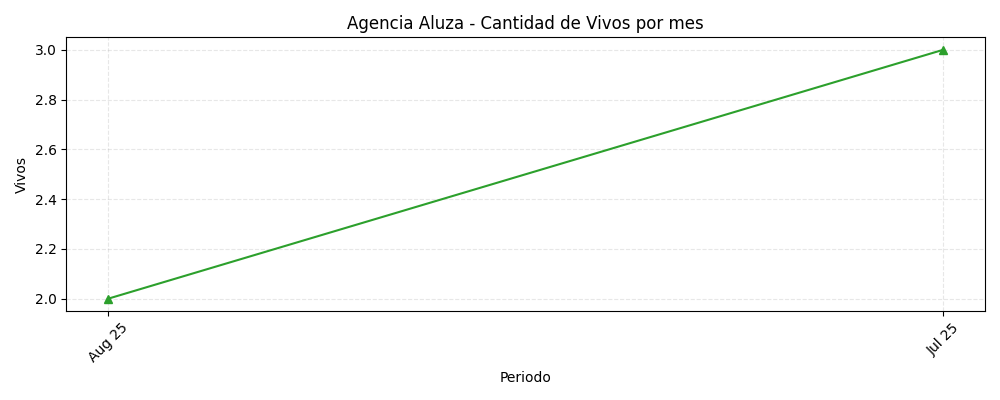 Agencia Aluza - Cantidad de Vivos por mes
3.0
2.8
2.6
2.4
2.2
2.0
Vivos
Aug 25
Jul 25
Periodo